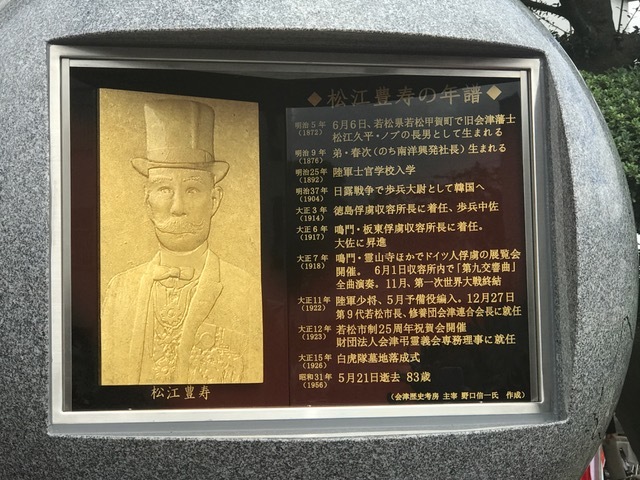 ◆松江豊寿の年譜◆
明治5年 6月6日、若松県若松甲賀町で旧会津藩士
(1872) 松江久平・ノブの長男として生まれる
明治9年 弟・春次(のち南洋興発社長)生まれる
(1876)
明治25年 陸軍士官学校入学
(1892)
明治37年 日露戦争で歩兵大尉として韓国へ
(1904)
大正3年 徳島俘虜収容所長に着任、歩兵中佐
(1914)
大正6年 鳴門・板東俘虜収容所長に着任。
(1917) 大佐に昇進
大正7年 鳴門・霊山寺ほかでドイツ人俘虜の展覧会
(1918) 開催。 6月1日収容所内で「第九交響曲」
全曲演奏。11月、第一次世界大戦終結
大正11年 陸軍少将、5月予備役編入。12月27日
(1922) 第9代若松市長、修養団会津連合会長に就任
大正12年 若松市制25周年祝賀会開催
(1923) 財団法人会津弔霊義会専務理事に就任
大正15年 白虎隊墓地落成式
(1926)
昭和31年 5月21日逝去 83歳
(1956)
(会津歴史考房 主宰 野口信一氏 作成)
松江豊寿